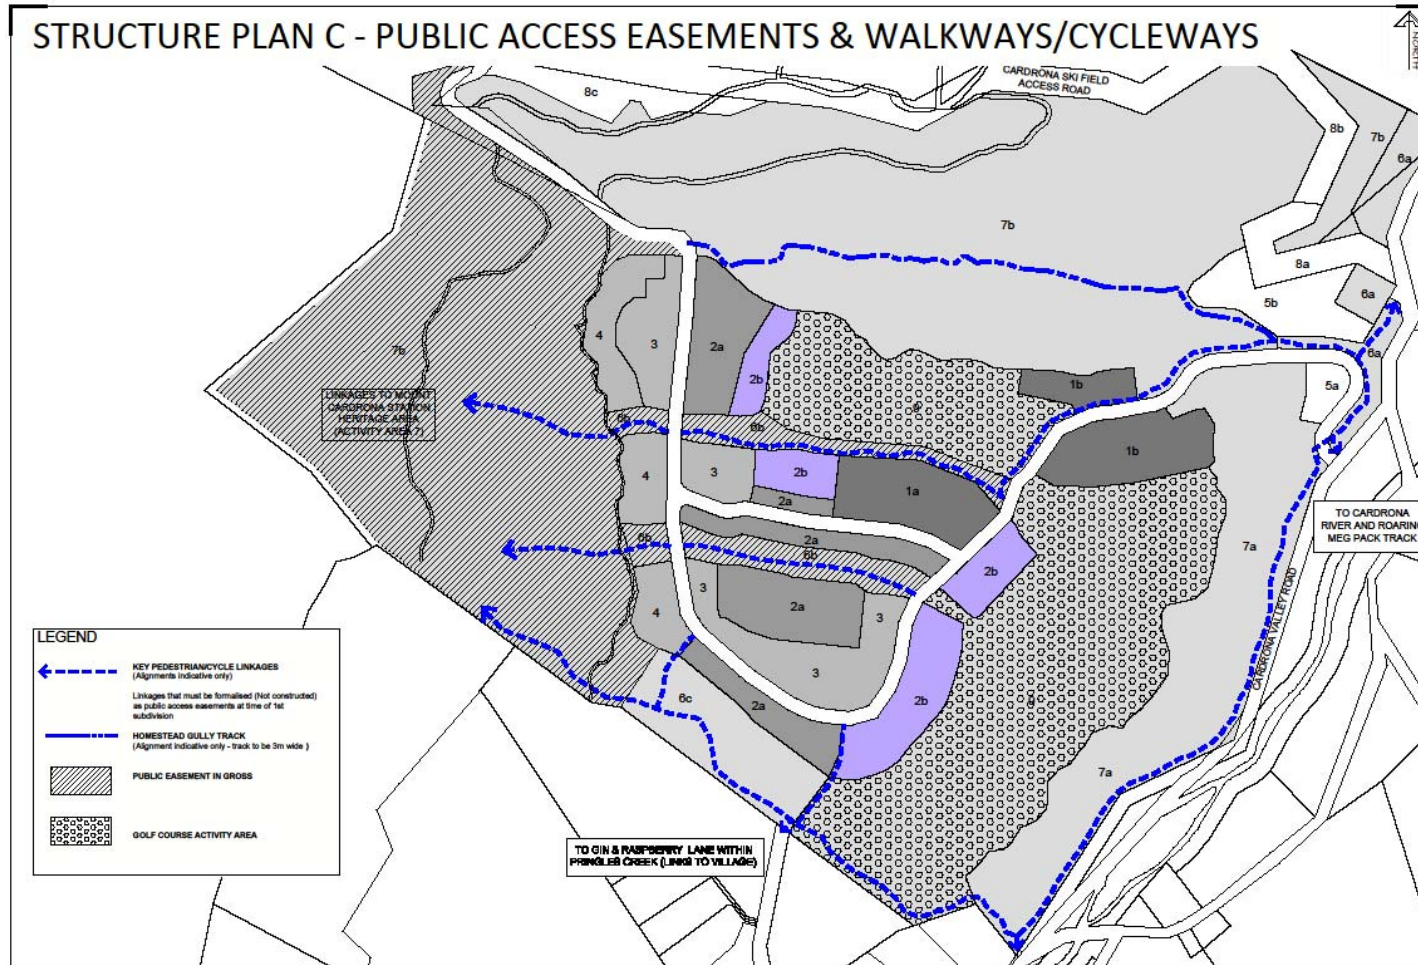 STRUCTURE PLAN C - PUBLIC ACCESS EASEMENTS & WALKWAYS/CYCLEWAYS
NORTH
CARDRONA SKI FIELD
ACCESS ROAD
8c
8b
7b
6a
7b
8a
6a
5b
6a
4
3
2a
7b
2b
1b
5a
LINKAGES TO MOUNT
CARDRONA STATION
HERITAGE AREA
(ACTIVITY AREA 7)
6b
6b
9
1b
4
3
2b
1a
2a
TO CARDRONA
RIVER AND ROARING
MEG PACK TRACK
6b
2a
6b
7a
2b
3
2a
4
3
CARDRONA VALLEY ROAD
3
6c
2a
2b
9
7a
LEGEND
KEY PEDESTRIAN/CYCLE LINKAGES
(Alignments indicative only)
Linkages that must be formalised (Not constructed)
as public access easements at time of 1st
subdivision
HOMESTEAD GULLY TRACK
(Alignment indicative only - track to be 3m wide )
PUBLIC EASEMENT IN GROSS
GOLF COURSE ACTIVITY AREA
TO GIN & RASPBERRY LANE WITHIN
PRINGLES CREEK (LINKS TO VILLAGE)